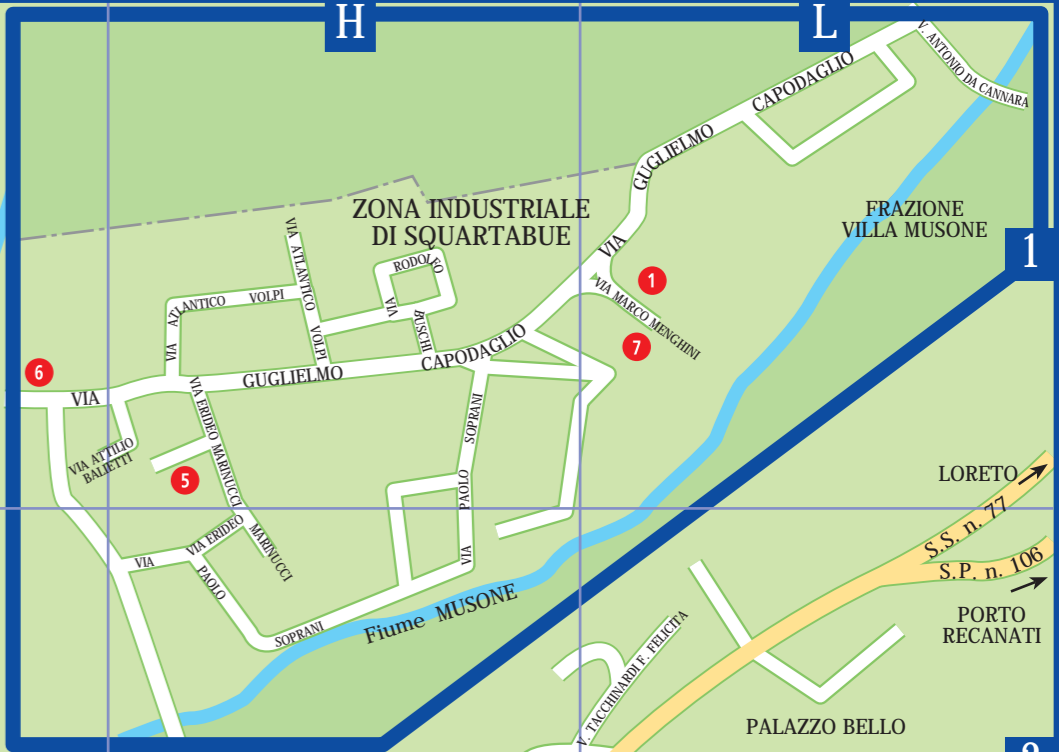 H
L
V. ANTONIO DA CANNARA
CAPODAGLIO
GUGLIELMO
VIA
ZONA INDUSTRIALE
DI SQUARTABUE
FRAZIONE
VILLA MUSONE
1
VIA ATLANTICO
VOLPI
RODOLFO
VIA
BUSCHI
VIA
ATLANTICO
VOLPI
1
VIA MARCO MENGHINI
7
6
VIA
GUGLIELMO
CAPODAGLIO
VIA ERIDEO MARINUCCI
VIA ATTILIO
BALIETTI
5
SOPRANI
PAOLO
VIA
LORETO
S.S. n. 77
S.P. n. 106
PORTO
RECANATI
VIA ERIDEO
MARINUCCI
VIA
PAOLO
SOPRANI
Fiume MUSONE
V. TACCHINARDI F. FELICITA
PALAZZO BELLO